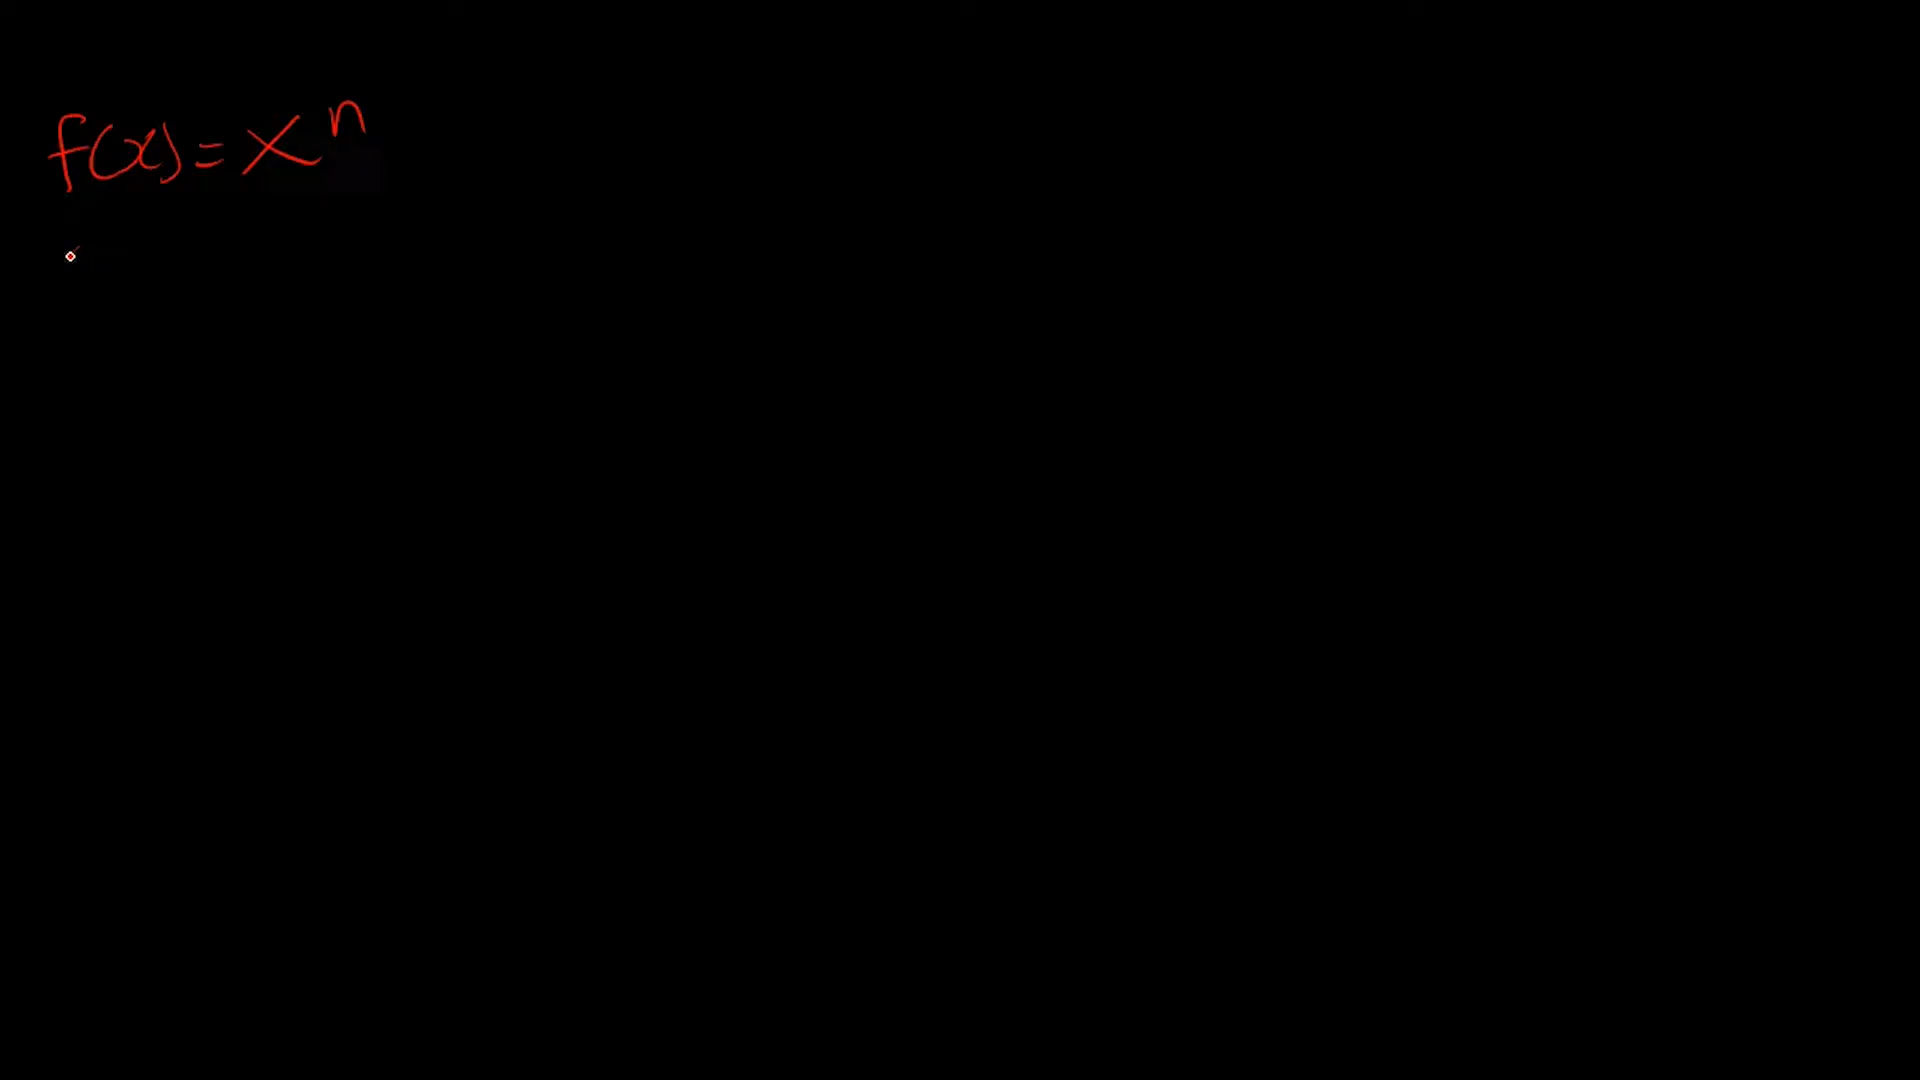 f(x) = x^n